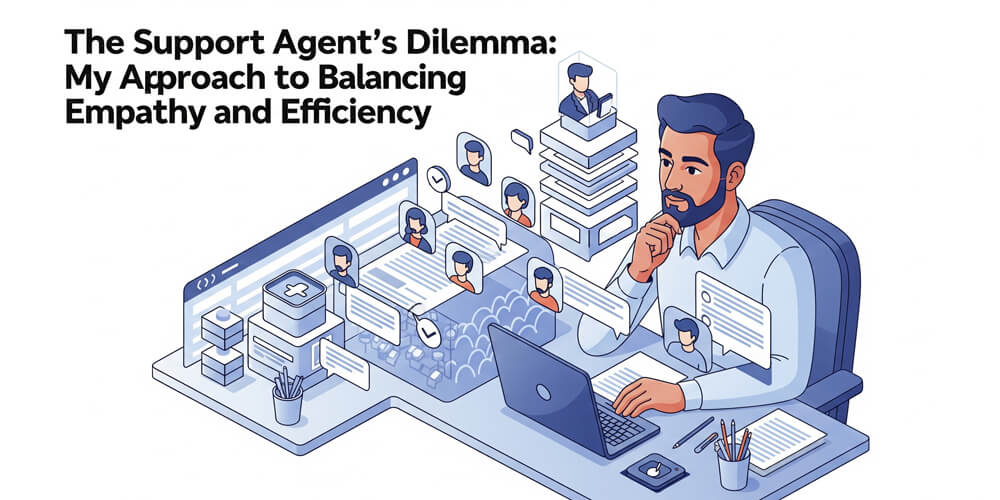 The Support Agent's Dilemma:
My Approach to Balancing
Empathy and Efficiency